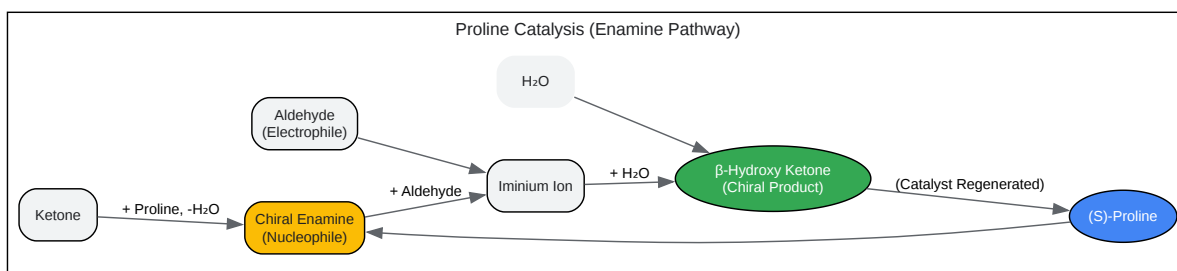 Proline Catalysis (Enamine Pathway)
H₂O
Aldehyde
(Electrophile)
Ketone
+ Proline, -H₂O
Chiral Enamine
(Nucleophile)
+ Aldehyde
Iminium Ion
+ H₂O
β-Hydroxy Ketone
(Chiral Product)
(Catalyst Regenerated)
(S)-Proline